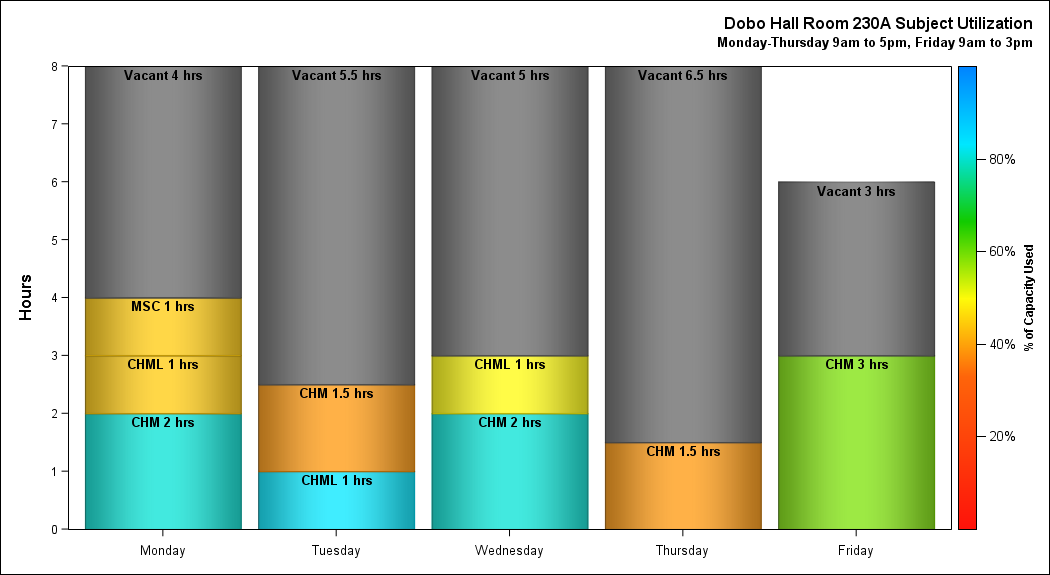 Dobo Hall Room 230A Subject Utilization
Monday-Thursday 9am to 5pm, Friday 9am to 3pm
Hours
8
7
6
5
4
3
2
1
0
Vacant 4 hrs
MSC 1 hrs
CHML 1 hrs
CHM 2 hrs
Vacant 5.5 hrs
CHM 1.5 hrs
CHML 1 hrs
Vacant 5 hrs
CHML 1 hrs
CHM 2 hrs
Vacant 6.5 hrs
CHM 1.5 hrs
Vacant 3 hrs
CHM 3 hrs
Monday
Tuesday
Wednesday
Thursday
Friday
80%
60%
40%
20%
% of Capacity Used